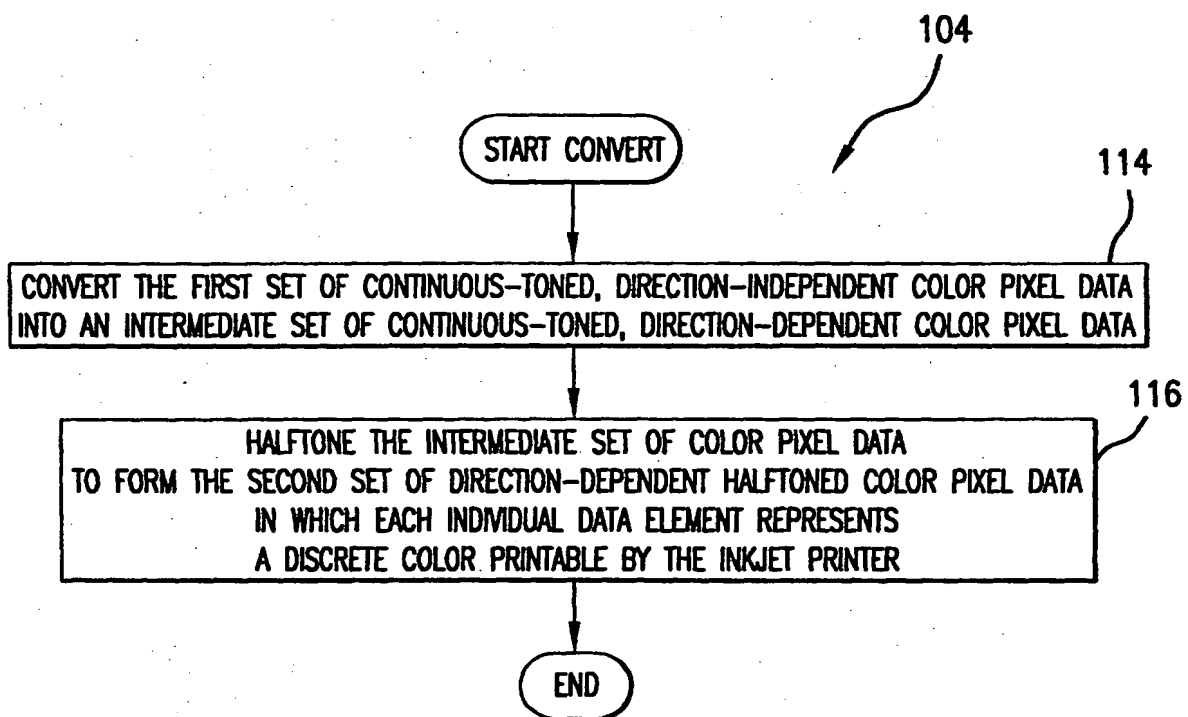 104
START CONVERT
114
CONVERT THE FIRST SET OF CONTINUOUS-TONED, DIRECTION-INDEPENDENT COLOR PIXEL DATA
INTO AN INTERMEDIATE SET OF CONTINUOUS-TONED, DIRECTION-DEPENDENT COLOR PIXEL DATA
116
HALFTONE THE INTERMEDIATE SET OF COLOR PIXEL DATA
TO FORM THE SECOND SET OF DIRECTION-DEPENDENT HALFTONED COLOR PIXEL DATA
IN WHICH EACH INDIVIDUAL DATA ELEMENT REPRESENTS
A DISCRETE COLOR PRINTABLE BY THE INKJET PRINTER
END